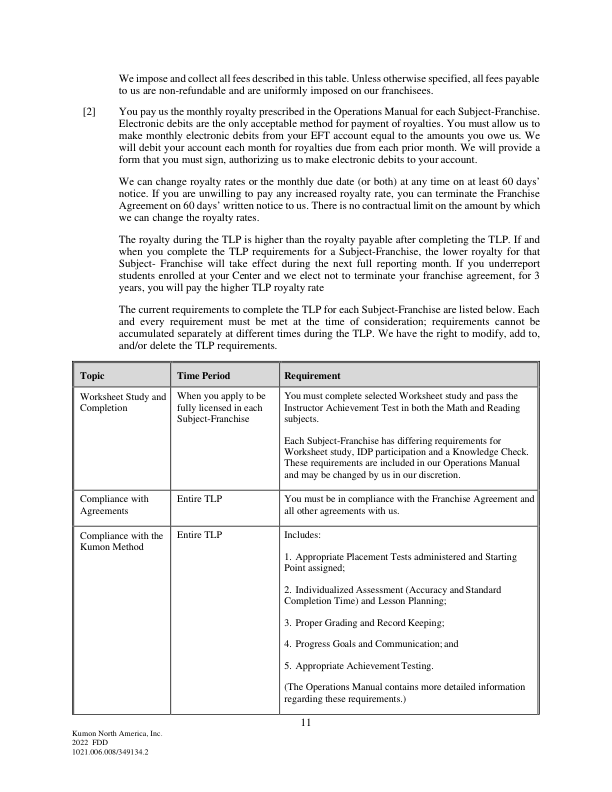 We impose and collect all fees described in this table. Unless otherwise specified, all fees payable
to us are non-refundable and are uniformly imposed on our franchisees.
[2] You pay us the monthly royalty prescribed in the Operations Manual for each Subject-Franchise.
Electronic debits are the only acceptable method for payment of royalties. You must allow us to
make monthly electronic debits from your EFT account equal to the amounts you owe us. We
will debit your account each month for royalties due from each prior month. We will provide a
form that you must sign, authorizing us to make electronic debits to your account.
We can change royalty rates or the monthly due date (or both) at any time on at least 60 days’
notice. If you are unwilling to pay any increased royalty rate, you can terminate the Franchise
Agreement on 60 days’ written notice to us. There is no contractual limit on the amount by which
we can change the royalty rates.
The royalty during the TLP is higher than the royalty payable after completing the TLP. If and
when you complete the TLP requirements for a Subject-Franchise, the lower royalty for that
Subject- Franchise will take effect during the next full reporting month. If you underreport
students enrolled at your Center and we elect not to terminate your franchise agreement, for 3
years, you will pay the higher TLP royalty rate
The current requirements to complete the TLP for each Subject-Franchise are listed below. Each
and every requirement must be met at the time of consideration; requirements cannot be
accumulated separately at different times during the TLP. We have the right to modify, add to,
and/or delete the TLP requirements.
Topic Time Period Requirement
Worksheet Study and
Completion
When you apply to be
fully licensed in each
Subject-Franchise
You must complete selected Worksheet study and pass the
Instructor Achievement Test in both the Math and Reading
subjects.
Each Subject-Franchise has differing requirements for
Worksheet study, IDP participation and a Knowledge Check.
These requirements are included in our Operations Manual
and may be changed by us in our discretion.
Compliance with
Agreements
Entire TLP
You must be in compliance with the Franchise Agreement and
all other agreements with us.
Compliance with the
Kumon Method
Entire TLP
Includes:
1. Appropriate Placement Tests administered and Starting
Point assigned;
2. Individualized Assessment (Accuracy and Standard
Completion Time) and Lesson Planning;
3. Proper Grading and Record Keeping;
4. Progress Goals and Communication; and
5. Appropriate Achievement Testing.
(The Operations Manual contains more detailed information
regarding these requirements.)
11
Kumon North America, Inc.
2022 FDD
1021.006.008/349134.2